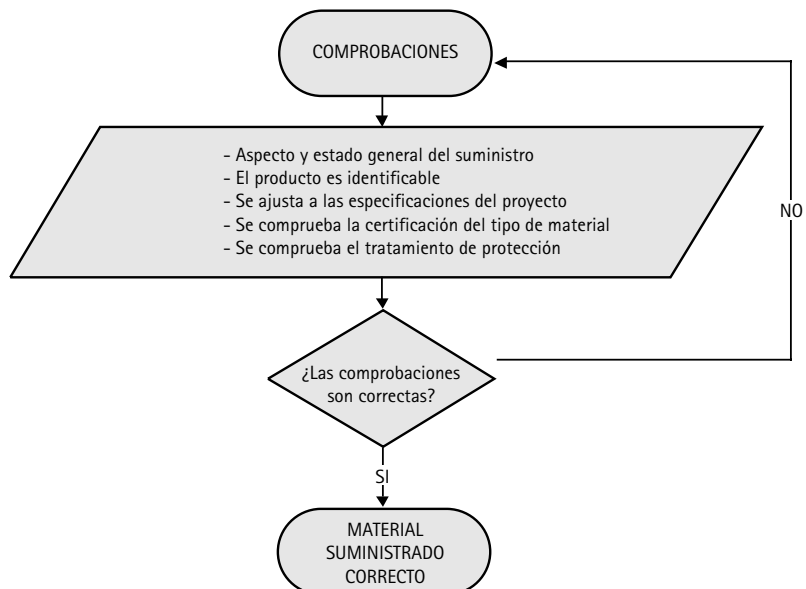 COMPROBACIONES
- Aspecto y estado general del suministro
- El producto es identificable
- Se ajusta a las especificaciones del proyecto
- Se comprueba la certificación del tipo de material
- Se comprueba el tratamiento de protección
NO
¿Las comprobaciones
son correctas?
SI
MATERIAL
SUMINISTRADO
CORRECTO